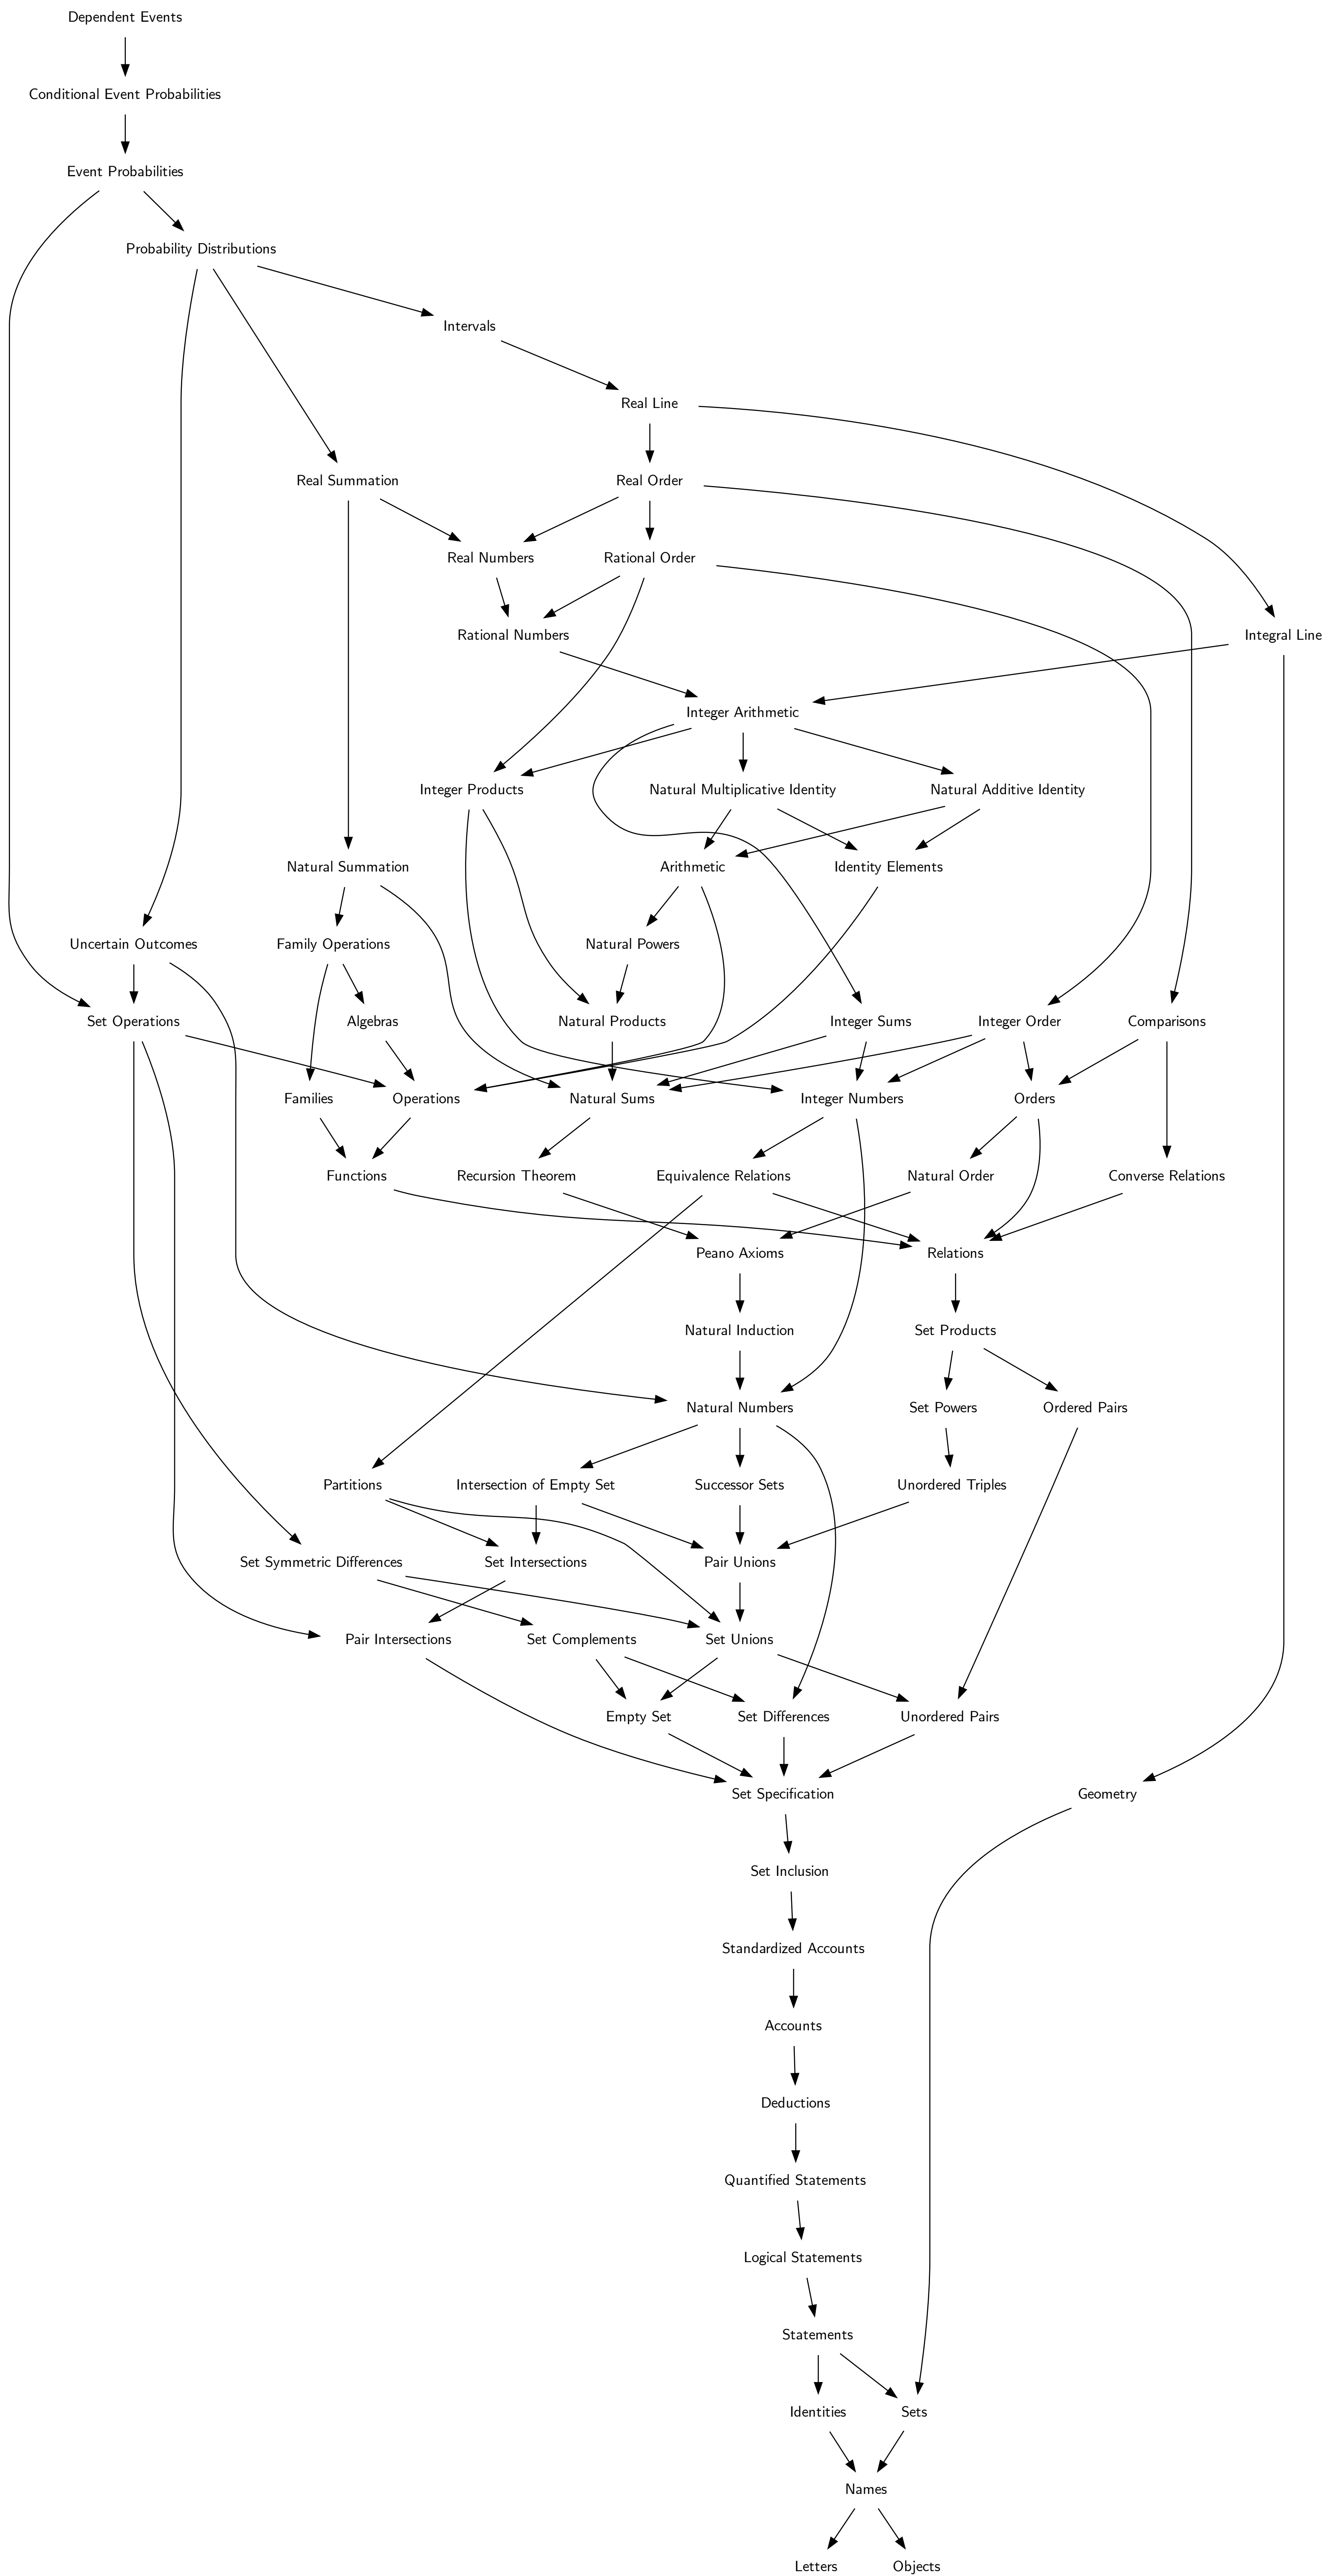 Dependent Events
Conditional Event Probabilities
Event Probabilities
Probability Distributions
Intervals
Real Line
Real Summation
Real Order
Real Numbers
Rational Order
Rational Numbers
Integral Line
Integer Arithmetic
Integer Products
Natural Multiplicative Identity
Natural Additive Identity
Natural Summation
Arithmetic
Identity Elements
Uncertain Outcomes
Family Operations
Natural Powers
Set Operations
Algebras
Natural Products
Integer Sums
Integer Order
Comparisons
Families
Operations
Natural Sums
Integer Numbers
Orders
Functions
Recursion Theorem
Equivalence Relations
Natural Order
Converse Relations
Peano Axioms
Relations
Natural Induction
Set Products
Natural Numbers
Set Powers
Ordered Pairs
Partitions
Intersection of Empty Set
Successor Sets
Unordered Triples
Set Symmetric Differences
Set Intersections
Pair Unions
Pair Intersections
Set Complements
Set Unions
Empty Set
Set Differences
Unordered Pairs
Set Specification
Geometry
Set Inclusion
Standardized Accounts
Accounts
Deductions
Quantified Statements
Logical Statements
Statements
Identities
Sets
Names
Letters
Objects